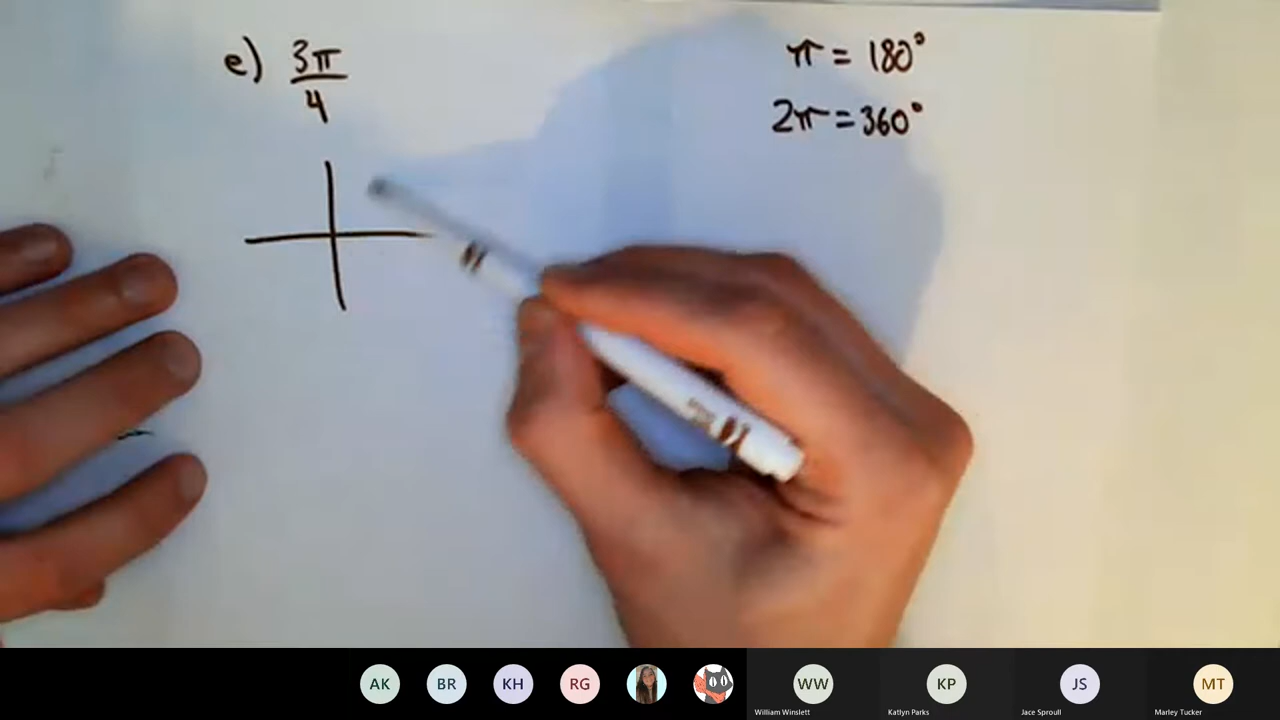 e) 3π/4
π = 180°
2π = 360°
AK BR KH RG WW KP JS MT
William Winslett Katlyn Parks Jace Sproull Marley Tucker